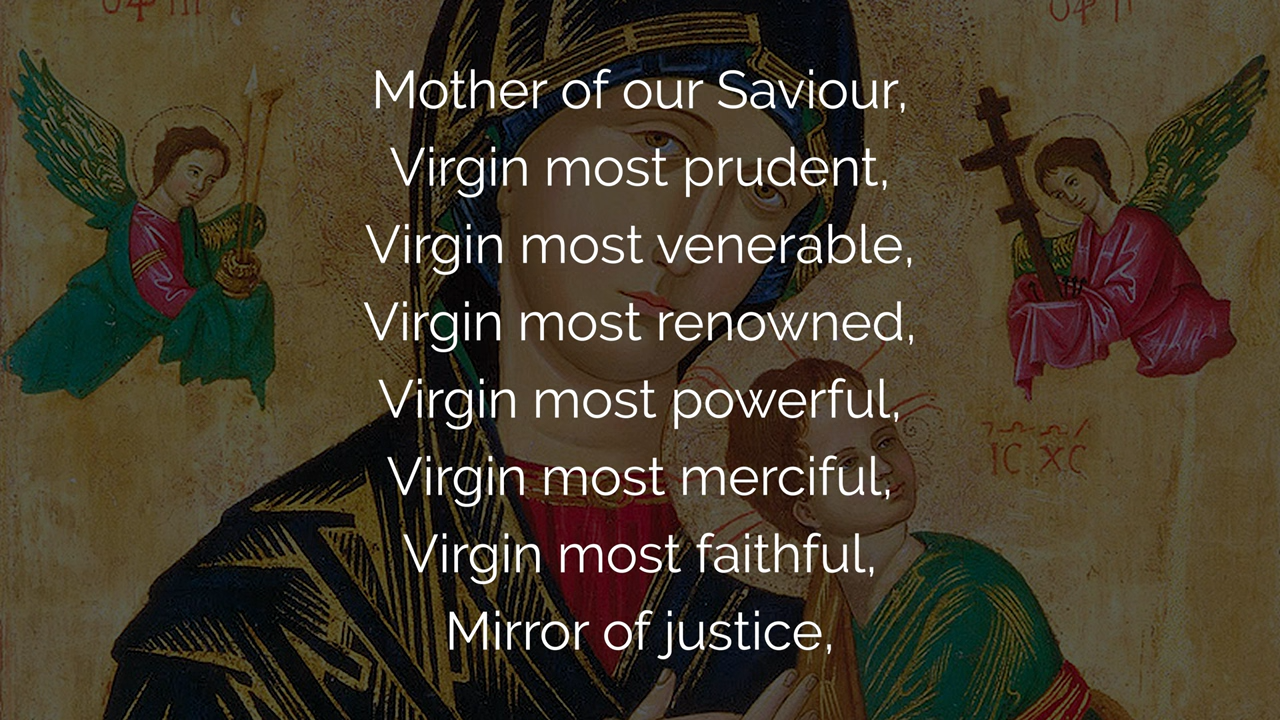 Mother of our Saviour,
Virgin most prudent,
Virgin most venerable,
Virgin most renowned,
Virgin most powerful,
Virgin most merciful,
Virgin most faithful,
Mirror of justice,
IC XC